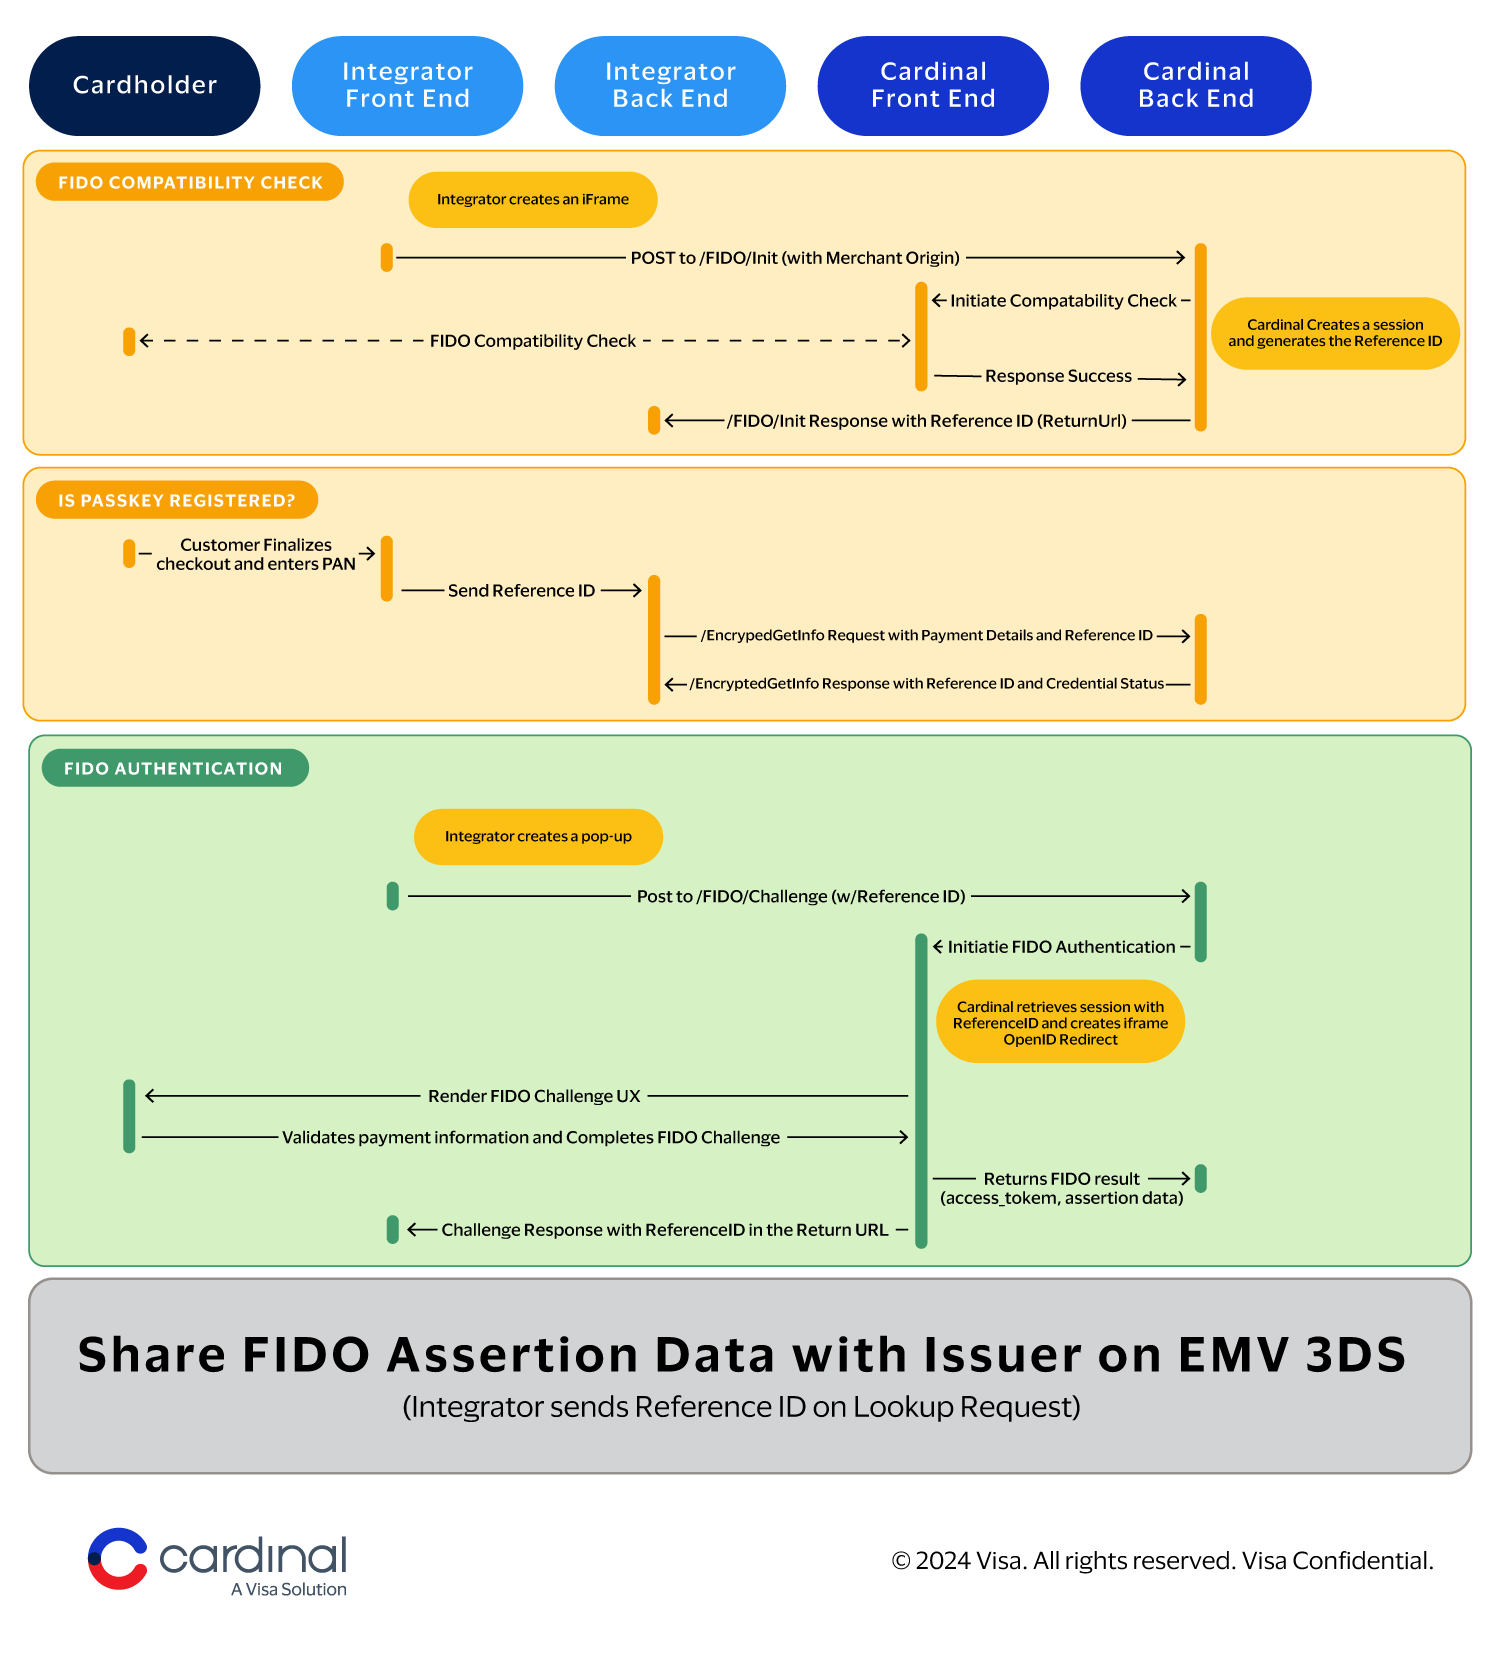 Cardholder
Integrator
Front End
Integrator
Back End
Cardinal
Front End
Cardinal
Back End
FIDO COMPATIBILITY CHECK
Integrator creates an iFrame
POST to /FIDO/Init (with Merchant Origin)
Initiate Compatability Check
Cardinal Creates a session
and generates the Reference ID
FIDO Compatibility Check
Response Success
/FIDO/Init Response with Reference ID (ReturnUrl)
IS PASSKEY REGISTERED?
Customer Finalizes
checkout and enters PAN
Send Reference ID
/EncrypedGetInfo Request with Payment Details and Reference ID
/EncryptedGetInfo Response with Reference ID and Credential Status
FIDO AUTHENTICATION
Integrator creates a pop-up
Post to /FIDO/Challenge (w/Reference ID)
Initiatie FIDO Authentication
Cardinal retrieves session with
ReferenceID and creates iframe
OpenID Redirect
Render FIDO Challenge UX
Validates payment information and Completes FIDO Challenge
Returns FIDO result
(access_tokem, assertion data)
Challenge Response with ReferenceID in the Return URL
Share FIDO Assertion Data with Issuer on EMV 3DS
(Integrator sends Reference ID on Lookup Request)
cardinal
A Visa Solution
© 2024 Visa. All rights reserved. Visa Confidential.